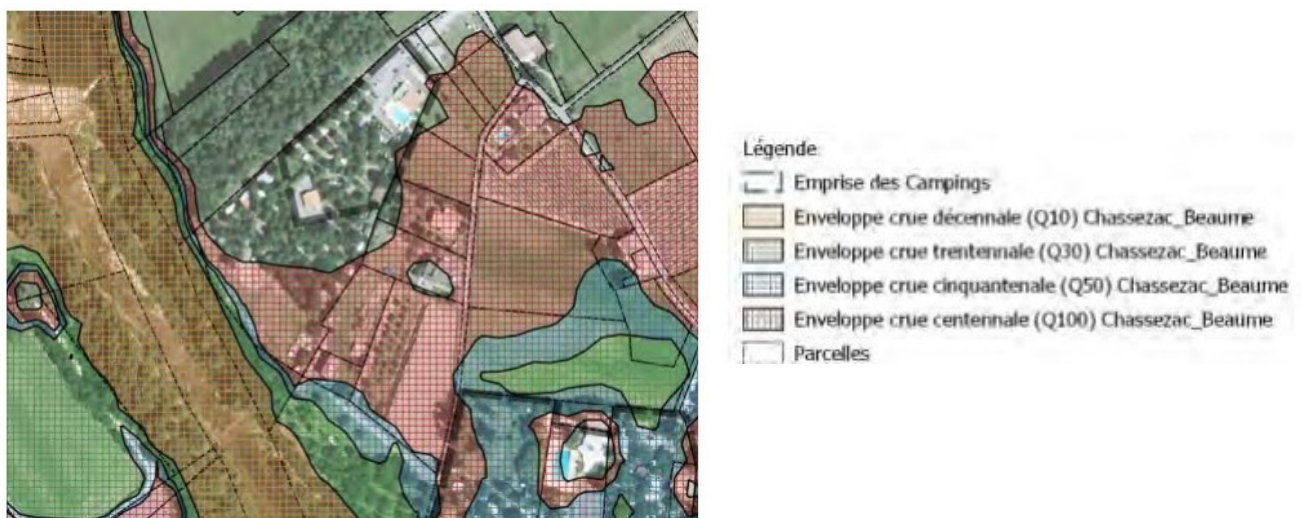 Légende
Emprise des Campings
Enveloppe crue décennale (Q10) Chassezac_Beaume
Enveloppe crue trentennale (Q30) Chassezac_Beaume
Enveloppe crue cinquantenale (Q50) Chassezac_Beaume
Enveloppe crue centennale (Q100) Chassezac_Beaume
Parcelles